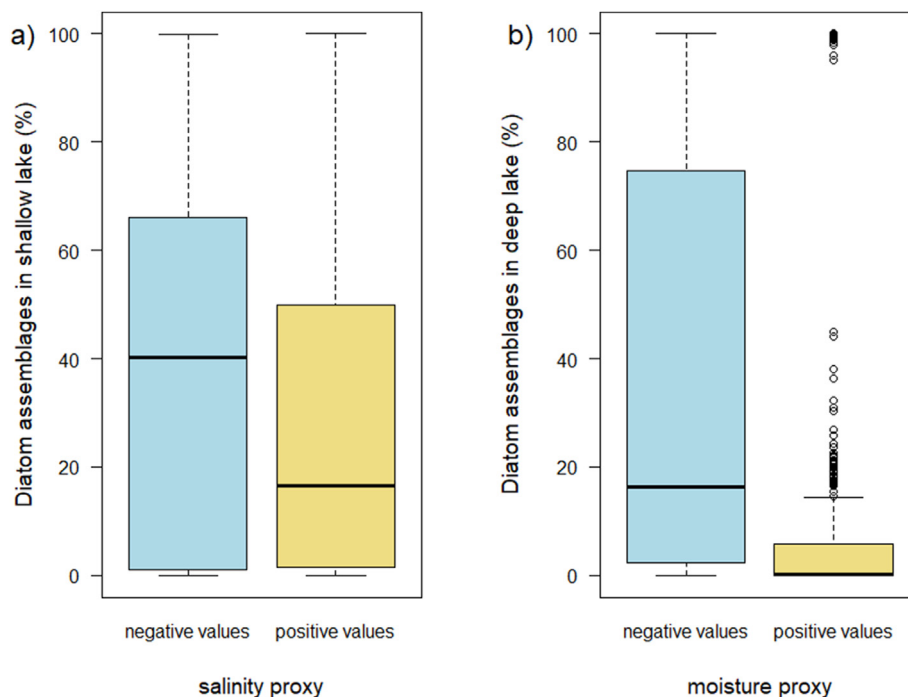 a)
Diatom assemblages in shallow lake (%)
100
80
60
40
20
0
negative values
positive values
salinity proxy
b)
Diatom assemblages in deep lake (%)
100
80
60
40
20
0
negative values
positive values
moisture proxy